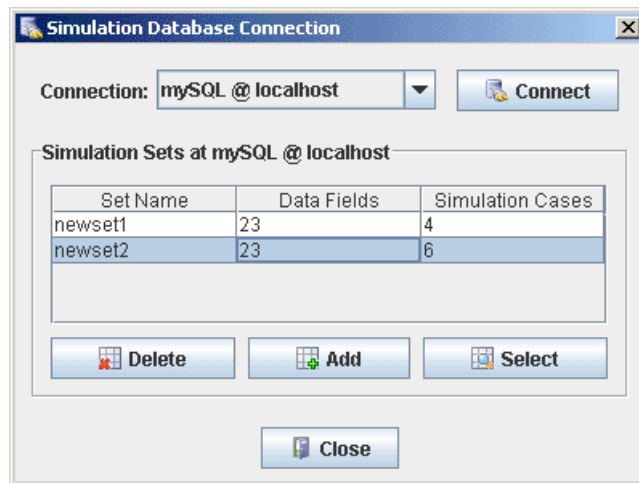 Simulation Database Connection
Connection: mySQL @ localhost Connect
Simulation Sets at mySQL @ localhost
Set Name Data Fields Simulation Cases
newset1 23 4
newset2 23 6
Delete Add Select
Close